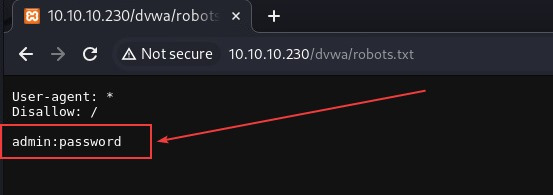 10.10.10.230/dvwa/robots
Not secure 10.10.10.230/dvwa/robots.txt
User-agent: *
Disallow: /
admin:password